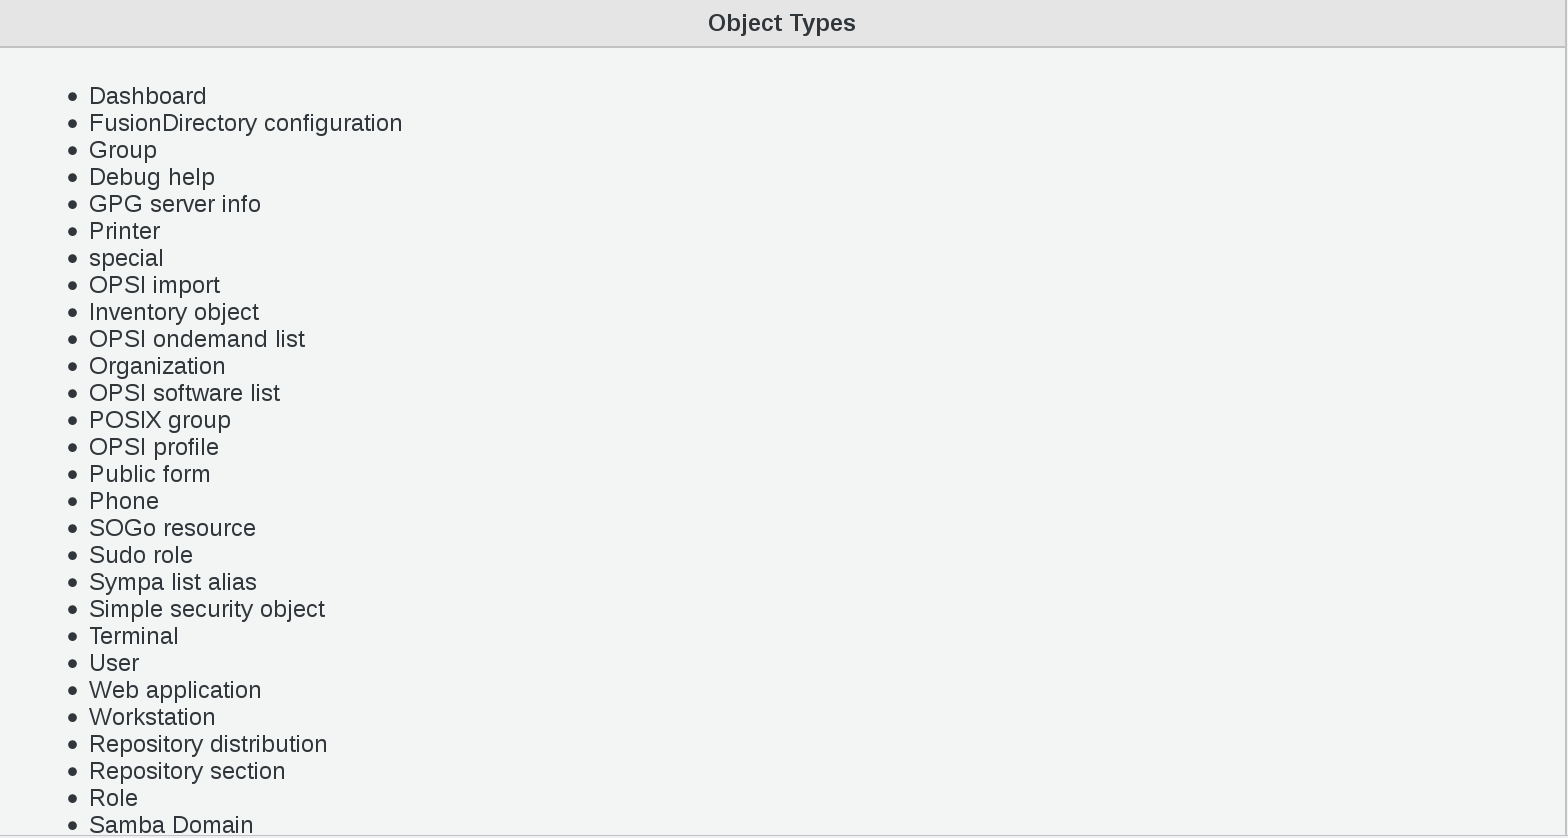 Object Types
• Dashboard
• FusionDirectory configuration
• Group
• Debug help
• GPG server info
• Printer
• special
• OPSI import
• Inventory object
• OPSI ondemand list
• Organization
• OPSI software list
• POSIX group
• OPSI profile
• Public form
• Phone
• SOGo resource
• Sudo role
• Sympa list alias
• Simple security object
• Terminal
• User
• Web application
• Workstation
• Repository distribution
• Repository section
• Role
• Samba Domain